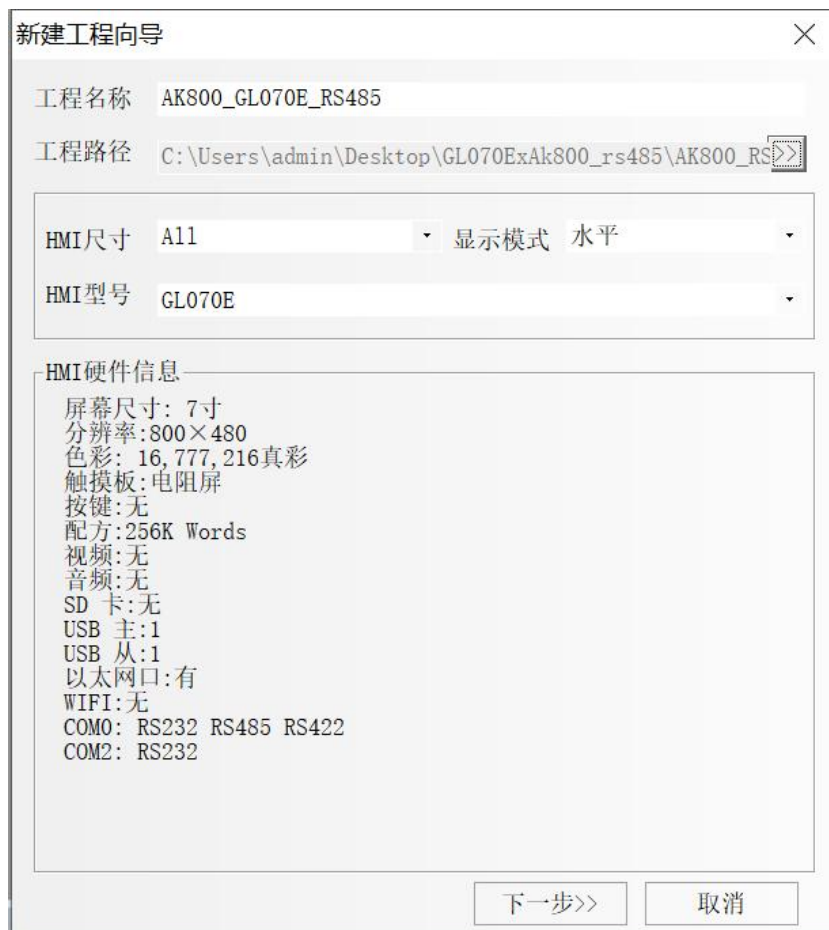 新建工程向导
工程名称 AK800_GL070E_RS485
工程路径 C:\Users\admin\Desktop\GL070ExAk800_rs485\AK800_RS >>
HMI尺寸 All 显示模式 水平
HMI型号 GL070E
HMI硬件信息
屏幕尺寸: 7寸
分辨率:800×480
色彩: 16,777,216真彩
触摸板:电阻屏
按键:无
配方:256K Words
视频:无
音频:无
SD 卡:无
USB 主:1
USB 从:1
以太网口:有
WIFI:无
COM0: RS232 RS485 RS422
COM2: RS232
下一步>> 取消